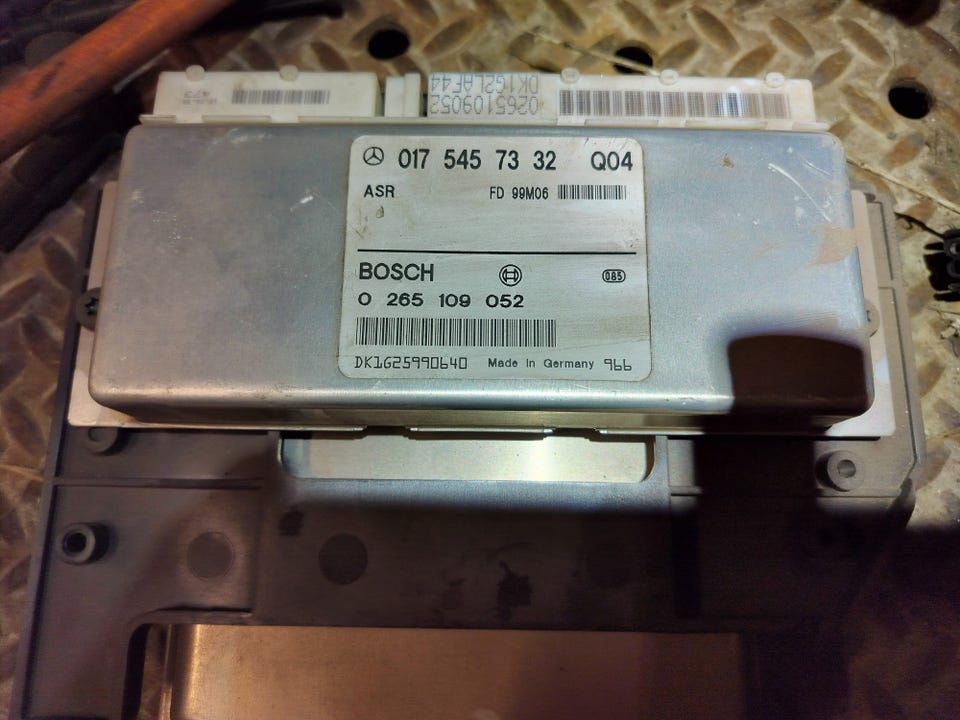 DK1G2LAF44
0265109052
017 545 73 32 Q04
ASR FD 99M06
BOSCH 085
0 265 109 052
DK1G25990640 Made in Germany 966